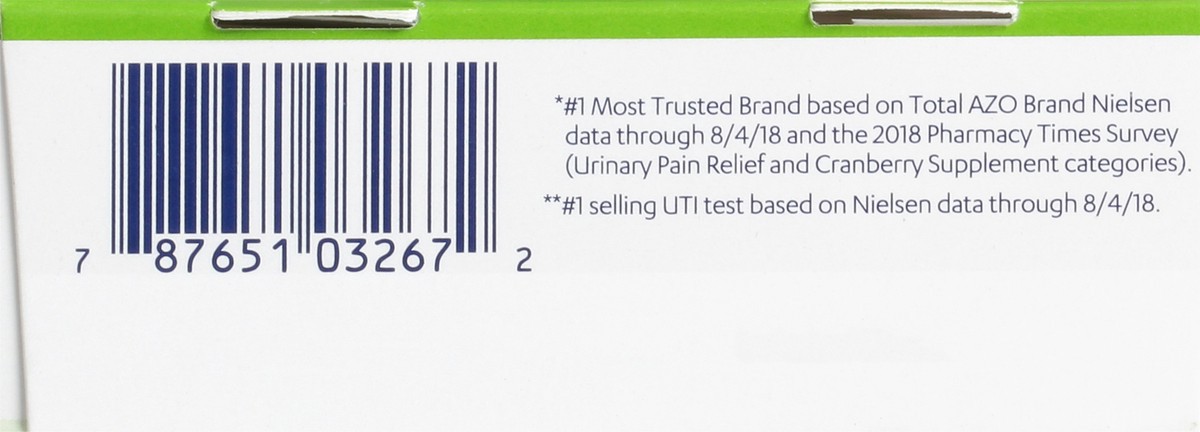 *#1 Most Trusted Brand based on Total AZO Brand Nielsen
data through 8/4/18 and the 2018 Pharmacy Times Survey
(Urinary Pain Relief and Cranberry Supplement categories).
**#1 selling UTI test based on Nielsen data through 8/4/18.
7 87651 03267 2